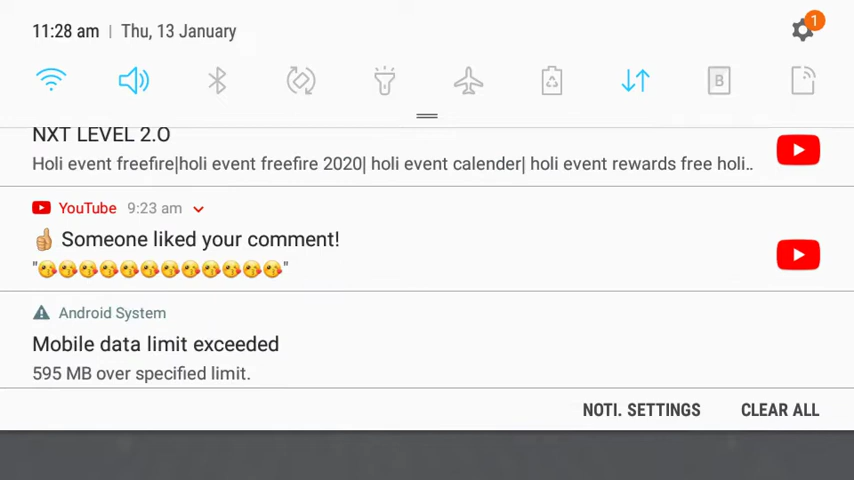 11:28 am | Thu, 13 January
1
B
NXT LEVEL 2.O
Holi event freefire|holi event freefire 2020| holi event calender| holi event rewards free holi..
YouTube 9:23 am
👍🏼 Someone liked your comment!
"😘😘😘😘😘😘😘😘😘😘😘😘"
Android System
Mobile data limit exceeded
595 MB over specified limit.
NOTI. SETTINGS CLEAR ALL